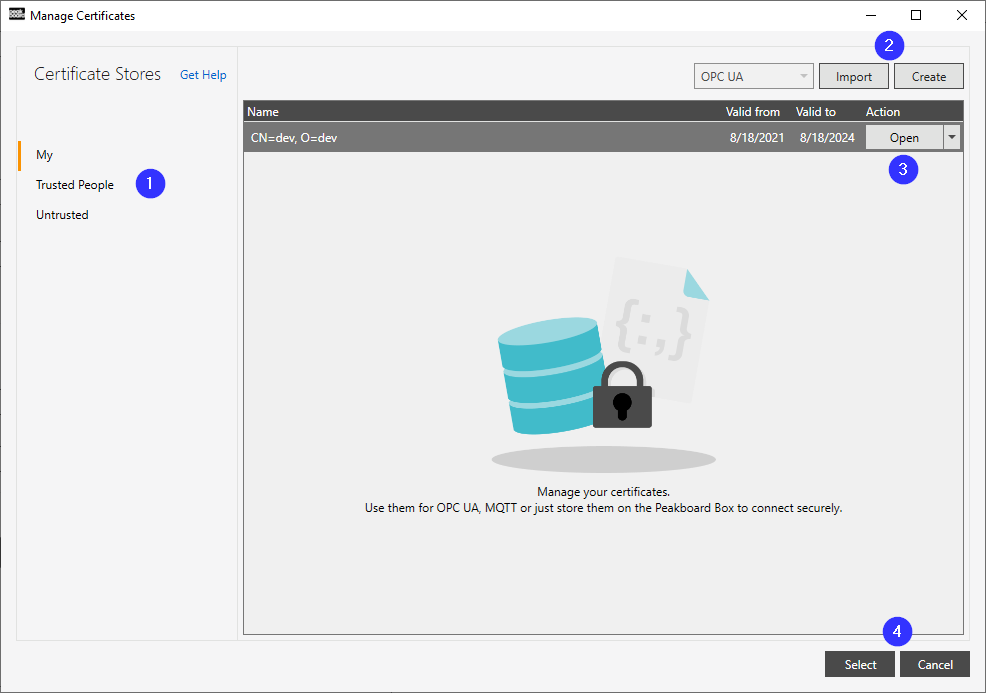 peak board Manage Certificates
2
Certificate Stores Get Help
OPC UA Import Create
Name Valid from Valid to Action
CN=dev, O=dev 8/18/2021 8/18/2024 Open
My
Trusted People 1
3
Untrusted
{:,}
Manage your certificates.
Use them for OPC UA, MQTT or just store them on the Peakboard Box to connect securely.
4
Select Cancel